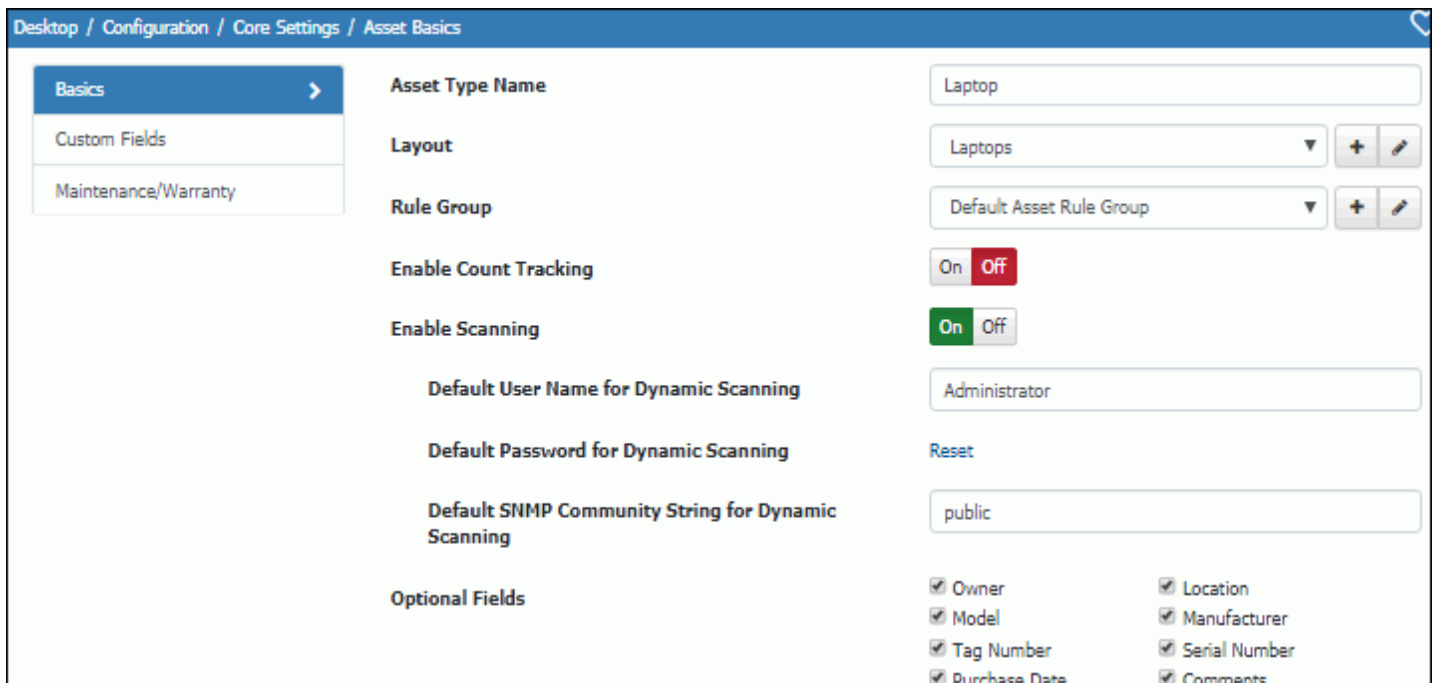 Desktop / Configuration / Core Settings / Asset Basics
Basics
Custom Fields
Maintenance/Warranty
Asset Type Name
Laptop
Layout
Laptops
Rule Group
Default Asset Rule Group
Enable Count Tracking
On Off
Enable Scanning
On Off
Default User Name for Dynamic Scanning
Administrator
Default Password for Dynamic Scanning
Reset
Default SNMP Community String for Dynamic
Scanning
public
Optional Fields
Owner
Location
Model
Manufacturer
Tag Number
Serial Number
Purchase Date
Comments